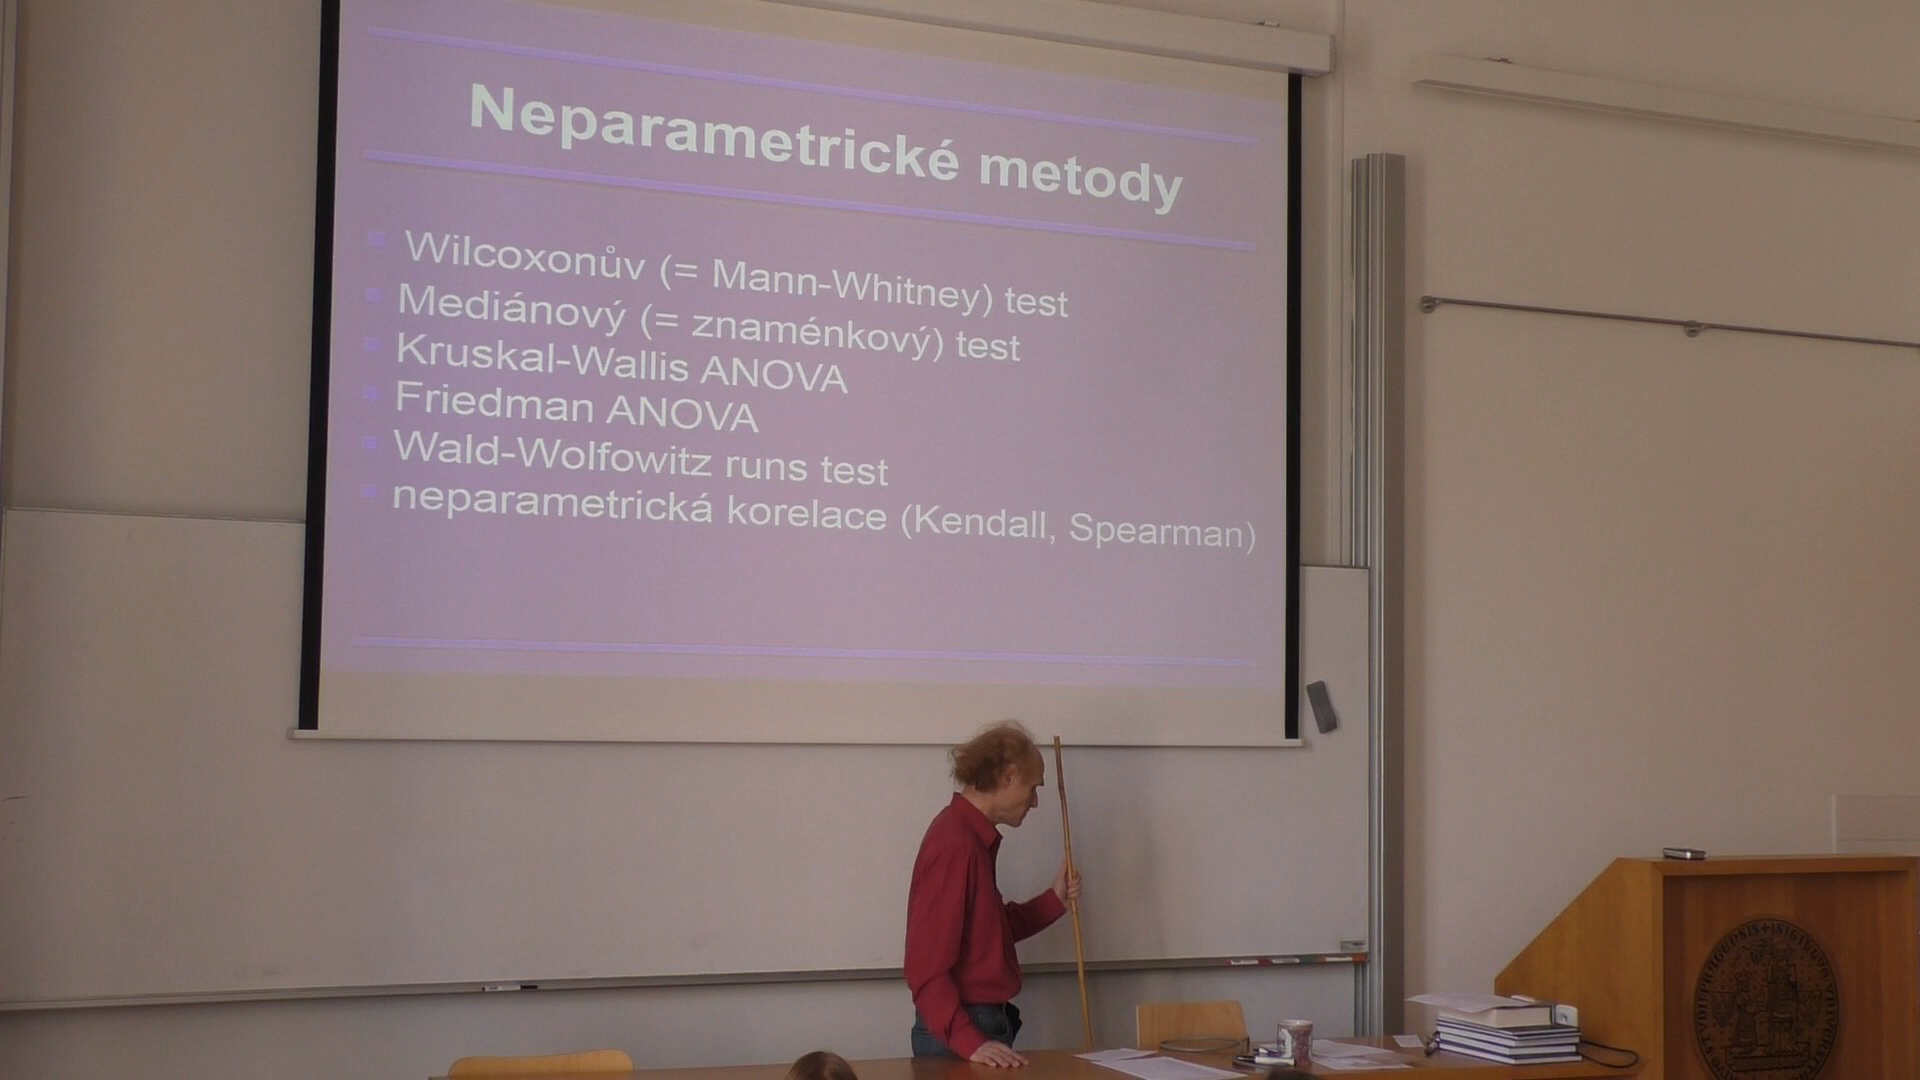 Neparametrické metody
Wilcoxonův (= Mann-Whitney) test
Mediánový (= znaménkový) test
Kruskal-Wallis ANOVA
Friedman ANOVA
Wald-Wolfowitz runs test
neparametrická korelace (Kendall, Spearman)